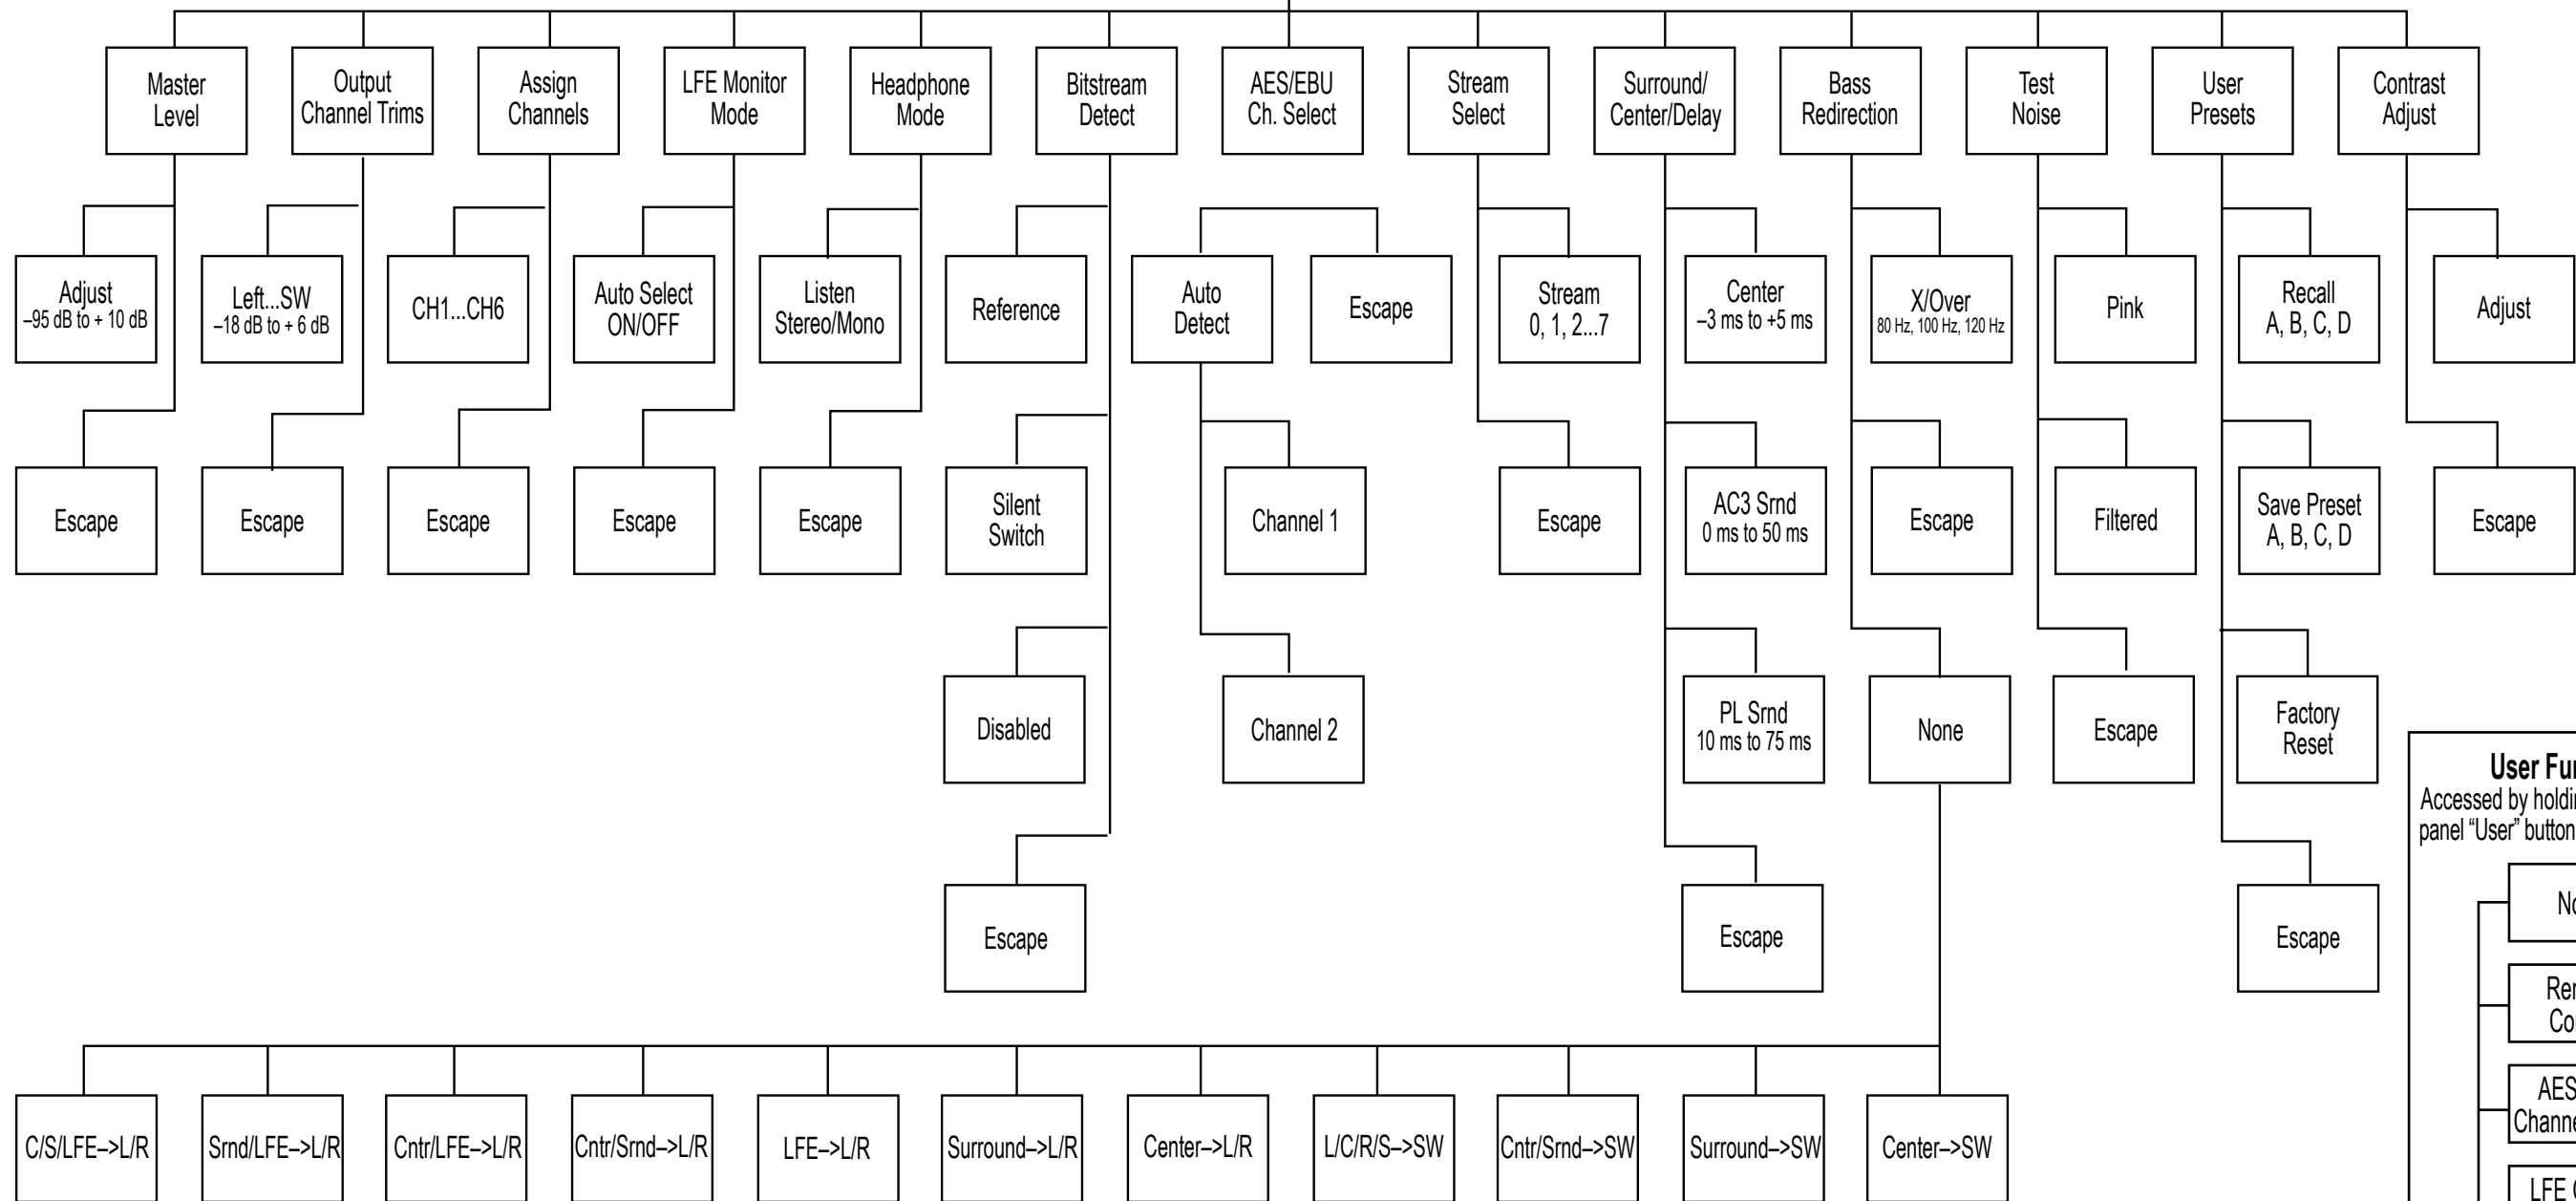 Master
Level
Output
Channel Trims
Assign
Channels
LFE Monitor
Mode
Headphone
Mode
Bitstream
Detect
AES/EBU
Ch. Select
Stream
Select
Surround/
Center/Delay
Bass
Redirection
Test
Noise
User
Presets
Contrast
Adjust
Adjust
–95 dB to + 10 dB
Left...SW
–18 dB to + 6 dB
CH1...CH6
Auto Select
ON/OFF
Listen
Stereo/Mono
Reference
Auto
Detect
Escape
Stream
0, 1, 2...7
Center
–3 ms to +5 ms
X/Over
80 Hz, 100 Hz, 120 Hz
Pink
Recall
A, B, C, D
Adjust
Escape
Escape
Escape
Escape
Escape
Silent
Switch
Channel 1
Escape
AC3 Srnd
0 ms to 50 ms
Escape
Filtered
Save Preset
A, B, C, D
Escape
Disabled
Channel 2
PL Srnd
10 ms to 75 ms
None
Escape
Factory
Reset
Escape
Escape
Escape
User
Accessed by
panel “User” button
AES
LFE
C/S/LFE–>L/R
Srnd/LFE–>L/R
Cntr/LFE–>L/R
Cntr/Srnd–>L/R
LFE–>L/R
Surround–>L/R
Center–>L/R
L/C/R/S–>SW
Cntr/Srnd–>SW
Surround–>SW
Center–>SW